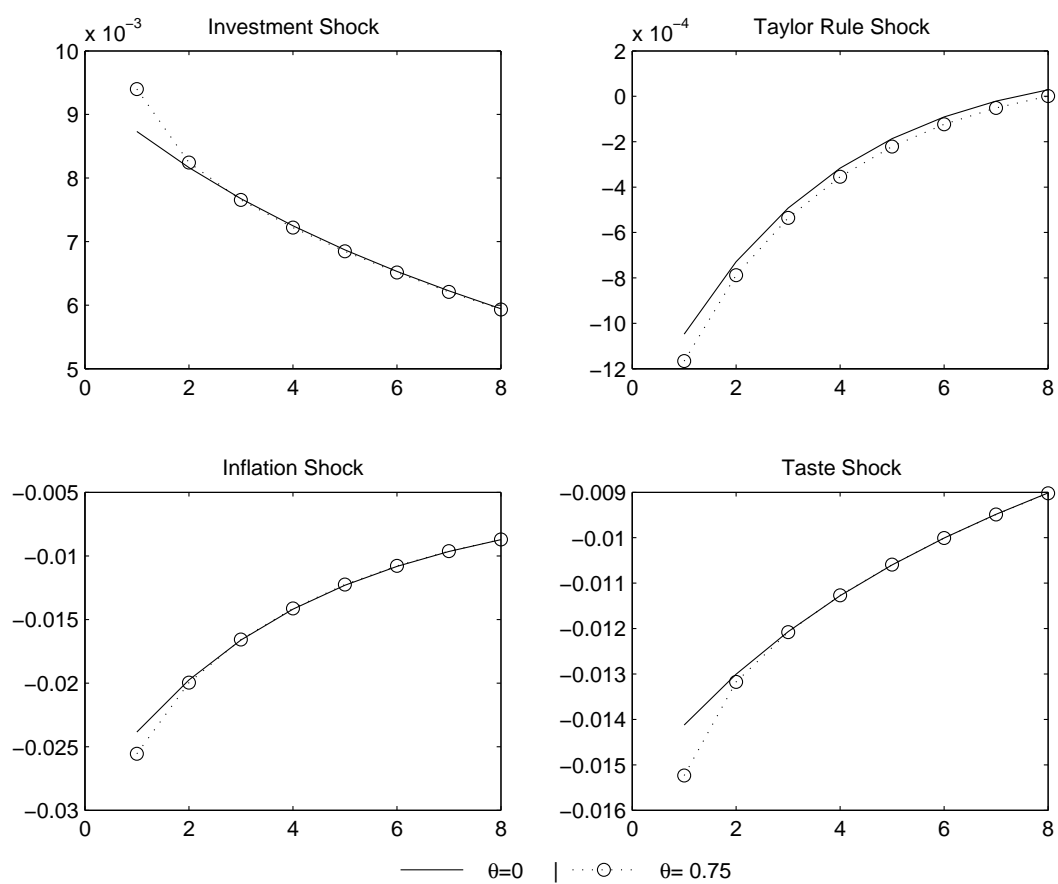 Investment Shock
x 10⁻³
10
9
8
7
6
5
0 2 4 6 8
Taylor Rule Shock
x 10⁻⁴
2
0
−2
−4
−6
−8
−10
−12
0 2 4 6 8
Inflation Shock
−0.005
−0.01
−0.015
−0.02
−0.025
−0.03
0 2 4 6 8
Taste Shock
−0.009
−0.01
−0.011
−0.012
−0.013
−0.014
−0.015
−0.016
0 2 4 6 8
θ=0 | θ= 0.75